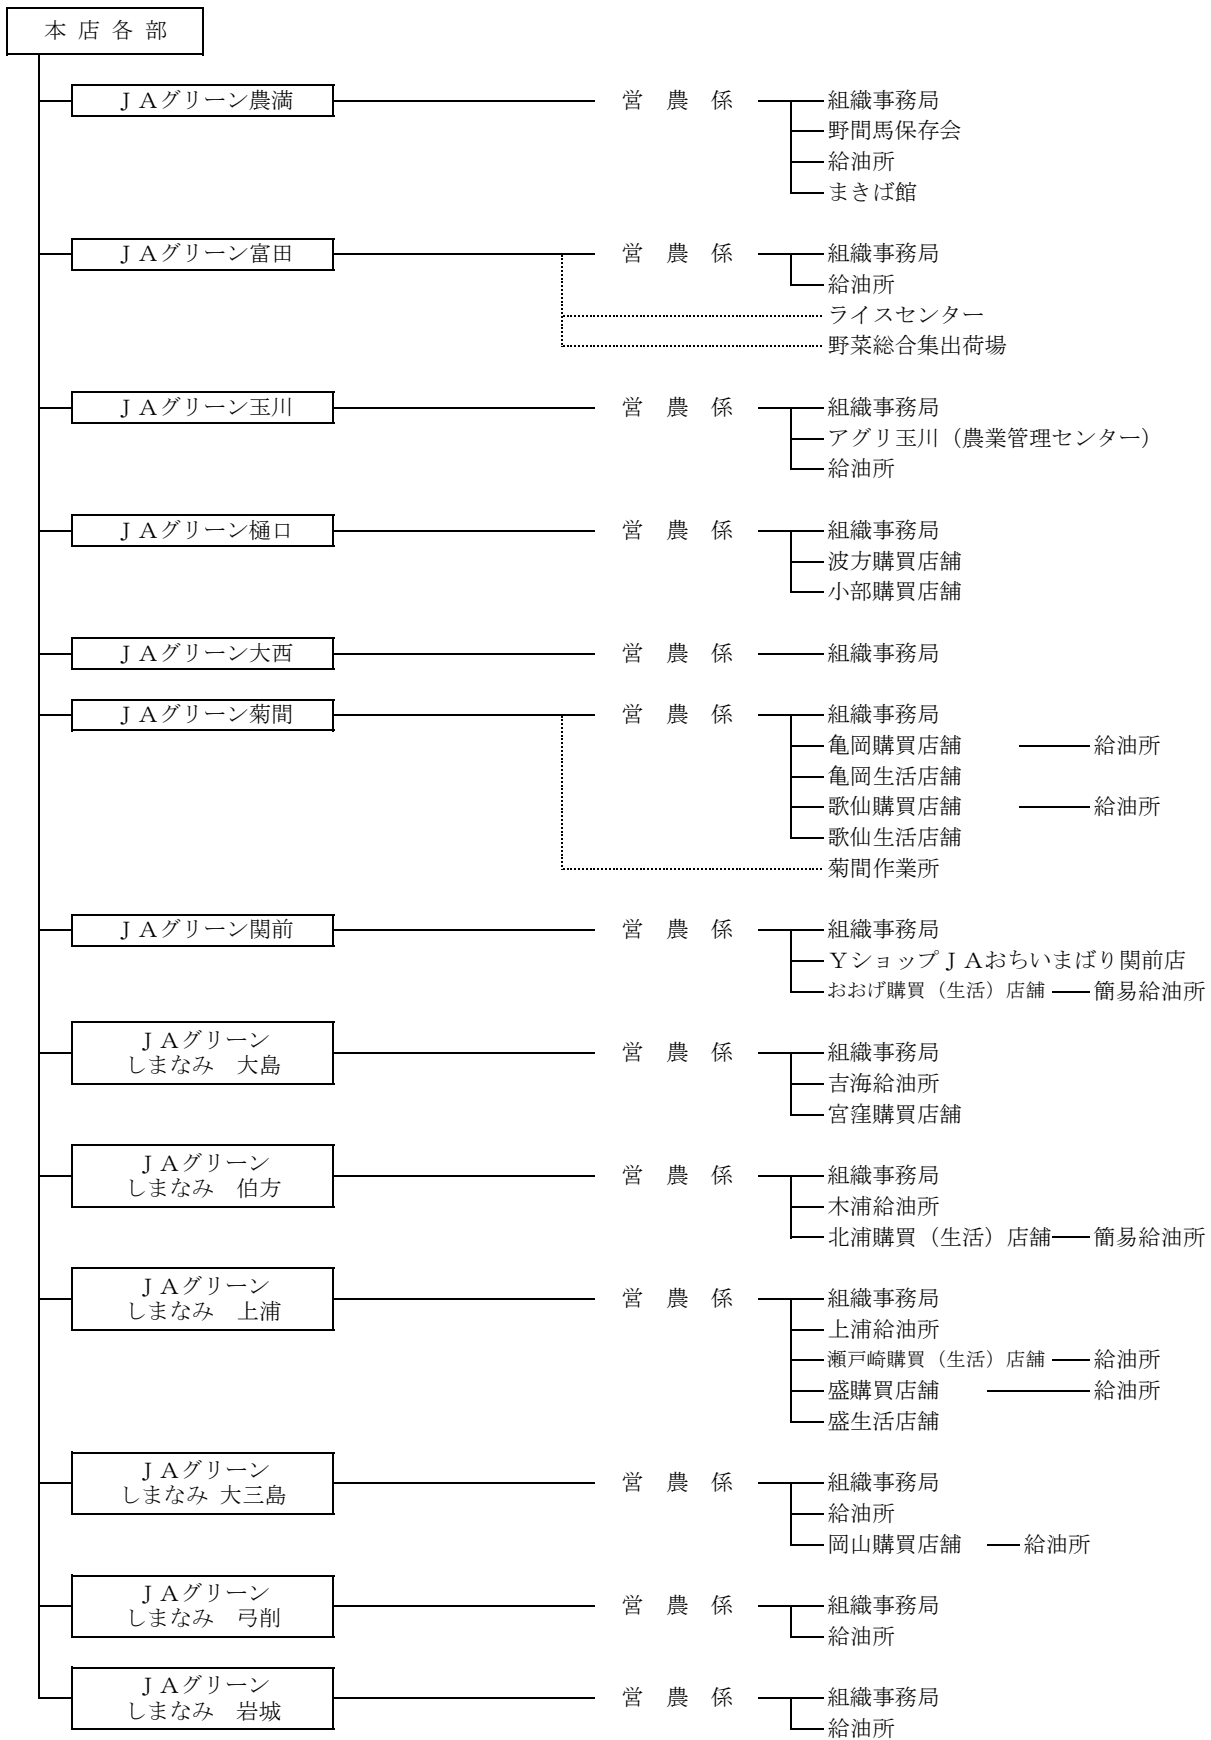 本店各部
ＪＡグリーン農満 営農係 組織事務局
野間馬保存会
給油所
まきば館
ＪＡグリーン富田 営農係 組織事務局
給油所
ライスセンター
野菜総合集出荷場
ＪＡグリーン玉川 営農係 組織事務局
アグリ玉川（農業管理センター）
給油所
ＪＡグリーン樋口 営農係 組織事務局
波方購買店舗
小部購買店舗
ＪＡグリーン大西 営農係 組織事務局
ＪＡグリーン菊間 営農係 組織事務局
亀岡購買店舗 給油所
亀岡生活店舗
歌仙購買店舗 給油所
歌仙生活店舗
菊間作業所
ＪＡグリーン関前 営農係 組織事務局
ＹショップＪＡおちいまばり関前店
おおげ購買（生活）店舗 簡易給油所
ＪＡグリーン
しまなみ　大島 営農係 組織事務局
吉海給油所
宮窪購買店舗
ＪＡグリーン
しまなみ　伯方 営農係 組織事務局
木浦給油所
北浦購買（生活）店舗 簡易給油所
ＪＡグリーン
しまなみ　上浦 営農係 組織事務局
上浦給油所
瀬戸崎購買（生活）店舗 給油所
盛購買店舗 給油所
盛生活店舗
ＪＡグリーン
しまなみ 大三島 営農係 組織事務局
給油所
岡山購買店舗 給油所
ＪＡグリーン
しまなみ　弓削 営農係 組織事務局
給油所
ＪＡグリーン
しまなみ　岩城 営農係 組織事務局
給油所